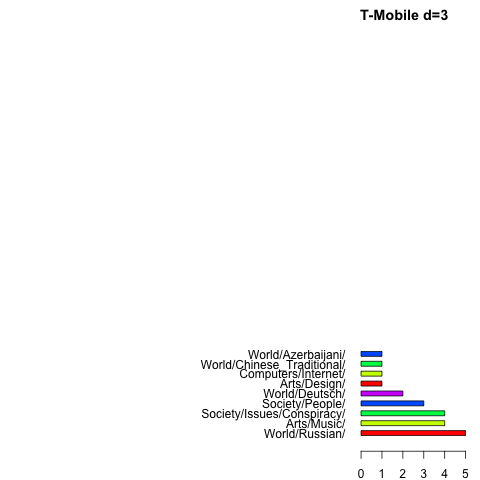 T-Mobile d=3
World/Azerbaijani/
World/Chinese_Traditional/
Computers/Internet/
Arts/Design/
World/Deutsch/
Society/People/
Society/Issues/Conspiracy/
Arts/Music/
World/Russian/
0 1 2 3 4 5